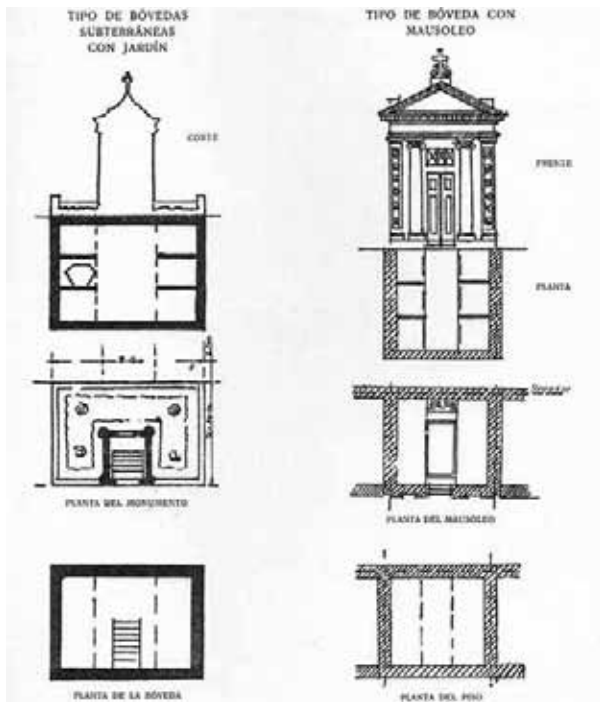 TIPO DE BÓVEDAS
SUBTERRÁNEAS
CON JARDÍN
CORTE
PLANTA DEL MONUMENTO
PLANTA DE LA BÓVEDA
TIPO DE BÓVEDA CON
MAUSOLEO
FRENTE
PLANTA
PLANTA DEL MAUSOLEO
PLANTA DEL PISO